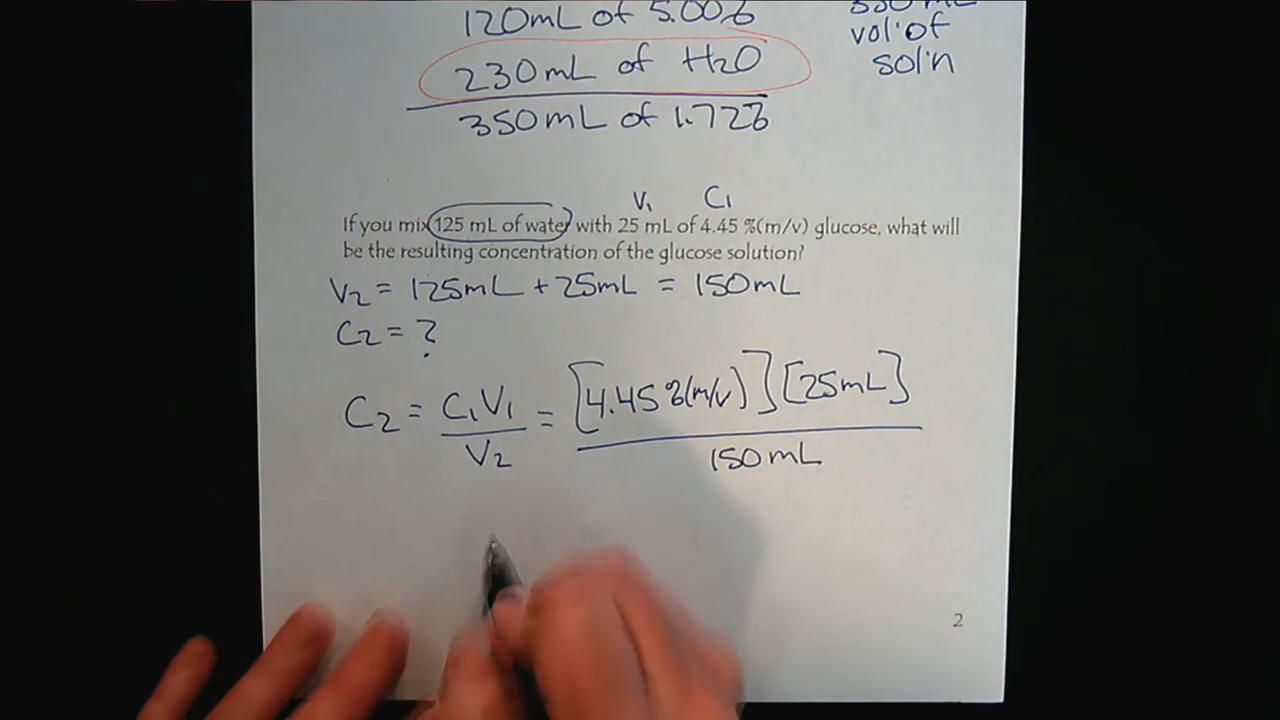 120mL of 5.00%
350mL
vol. of
sol'n
230mL of H2O
350mL of 1.72%
V1 C1
If you mix 125 mL of water with 25 mL of 4.45 %(m/v) glucose, what will
be the resulting concentration of the glucose solution?
V2 = 125mL + 25mL = 150mL
C2 = ?
C2 = C1V1 = [4.45%(m/v)] [25mL]
V2 150mL
2